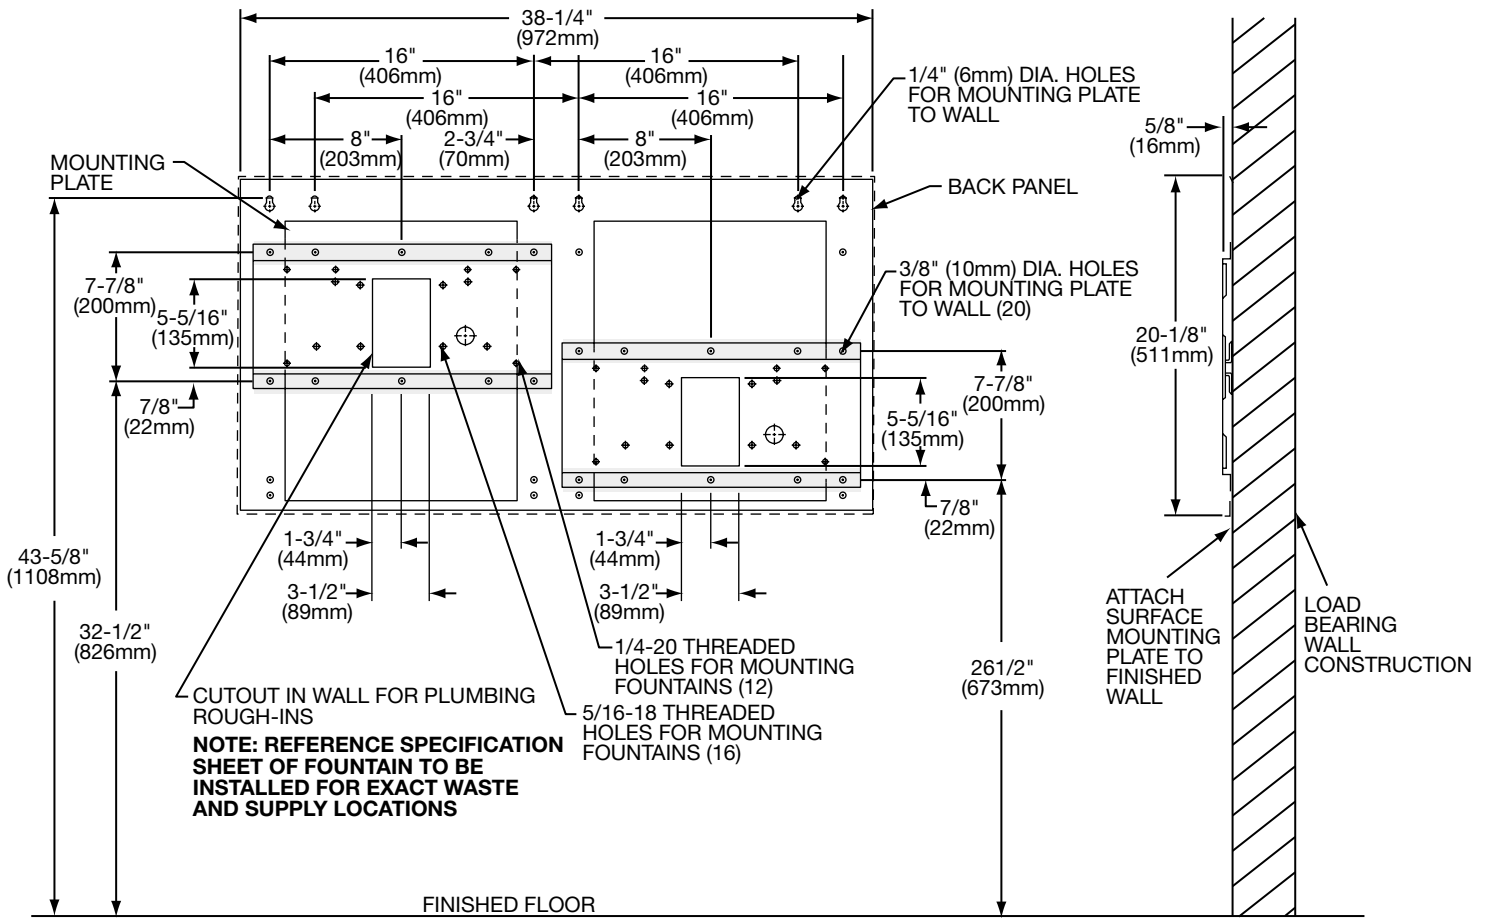 38-1/4"
(972mm)
16"
(406mm)
16"
(406mm)
16"
(406mm)
16"
(406mm)
8"
(203mm)
2-3/4"
(70mm)
8"
(203mm)
1/4" (6mm) DIA. HOLES
FOR MOUNTING PLATE
TO WALL
5/8"
(16mm)
MOUNTING
PLATE
BACK PANEL
3/8" (10mm) DIA. HOLES
FOR MOUNTING PLATE
TO WALL (20)
7-7/8"
(200mm)
5-5/16"
(135mm)
20-1/8"
(511mm)
7/8"
(22mm)
7-7/8"
(200mm)
5-5/16"
(135mm)
7/8"
(22mm)
43-5/8"
(1108mm)
1-3/4"
(44mm)
1-3/4"
(44mm)
3-1/2"
(89mm)
3-1/2"
(89mm)
32-1/2"
(826mm)
261/2"
(673mm)
ATTACH
SURFACE
MOUNTING
PLATE TO
FINISHED
WALL
LOAD
BEARING
WALL
CONSTRUCTION
1/4-20 THREADED
HOLES FOR MOUNTING
FOUNTAINS (12)
CUTOUT IN WALL FOR PLUMBING
ROUGH-INS
5/16-18 THREADED
HOLES FOR MOUNTING
FOUNTAINS (16)
NOTE: REFERENCE SPECIFICATION
SHEET OF FOUNTAIN TO BE
INSTALLED FOR EXACT WASTE
AND SUPPLY LOCATIONS
FINISHED FLOOR